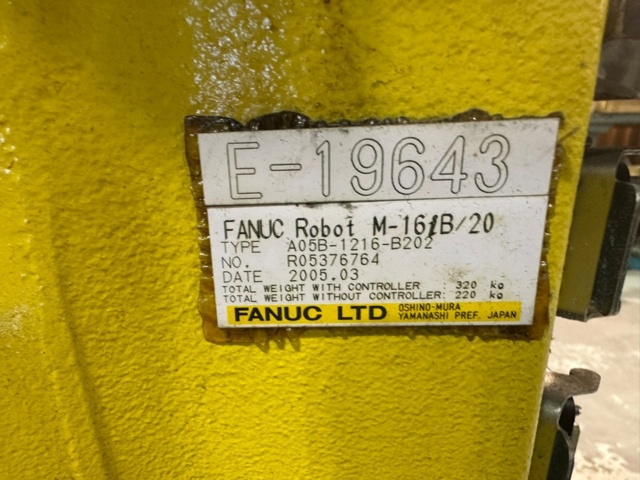 E-19643
FANUC Robot M-16iB/20
TYPE A05B-1216-B202
NO. R05376764
DATE 2005.03
TOTAL WEIGHT WITH CONTROLLER : 320 kg
TOTAL WEIGHT WITHOUT CONTROLLER: 220 kg
FANUC LTD OSHINO-MURA
YAMANASHI PREF. JAPAN